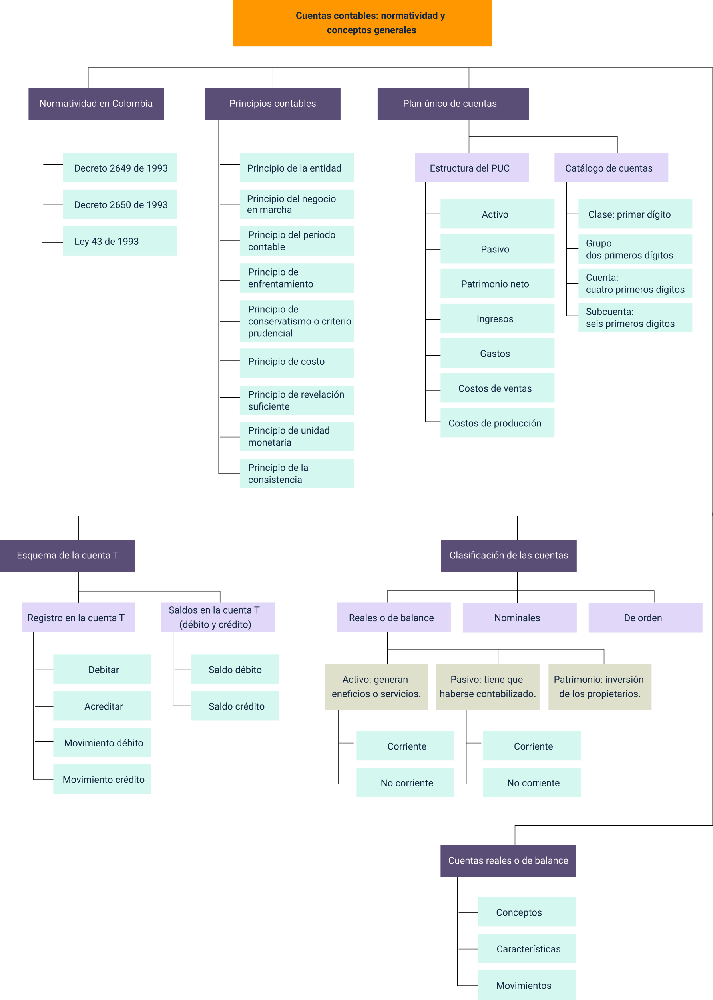 Cuentas contables: normatividad y
conceptos generales
Normatividad en Colombia
Principios contables
Plan único de cuentas
Decreto 2649 de 1993
Decreto 2650 de 1993
Ley 43 de 1993
Principio de la entidad
Principio del negocio
en marcha
Principio del período
contable
Principio de
enfrentamiento
Principio de
conservatismo o criterio
prudencial
Principio de costo
Principio de revelación
suficiente
Principio de unidad
monetaria
Principio de la
consistencia
Estructura del PUC
Activo
Pasivo
Patrimonio neto
Ingresos
Gastos
Costos de ventas
Costos de producción
Catálogo de cuentas
Clase: primer dígito
Grupo:
dos primeros dígitos
Cuenta:
cuatro primeros dígitos
Subcuenta:
seis primeros dígitos
Esquema de la cuenta T
Registro en la cuenta T
Debitar
Acreditar
Movimiento débito
Movimiento crédito
Saldos en la cuenta T
(débito y crédito)
Saldo débito
Saldo crédito
Clasificación de las cuentas
Reales o de balance
Nominales
De orden
Activo: generan
eneficios o servicios.
Corriente
No corriente
Pasivo: tiene que
haberse contabilizado.
Corriente
No corriente
Patrimonio: inversión
de los propietarios.
Cuentas reales o de balance
Conceptos
Características
Movimientos